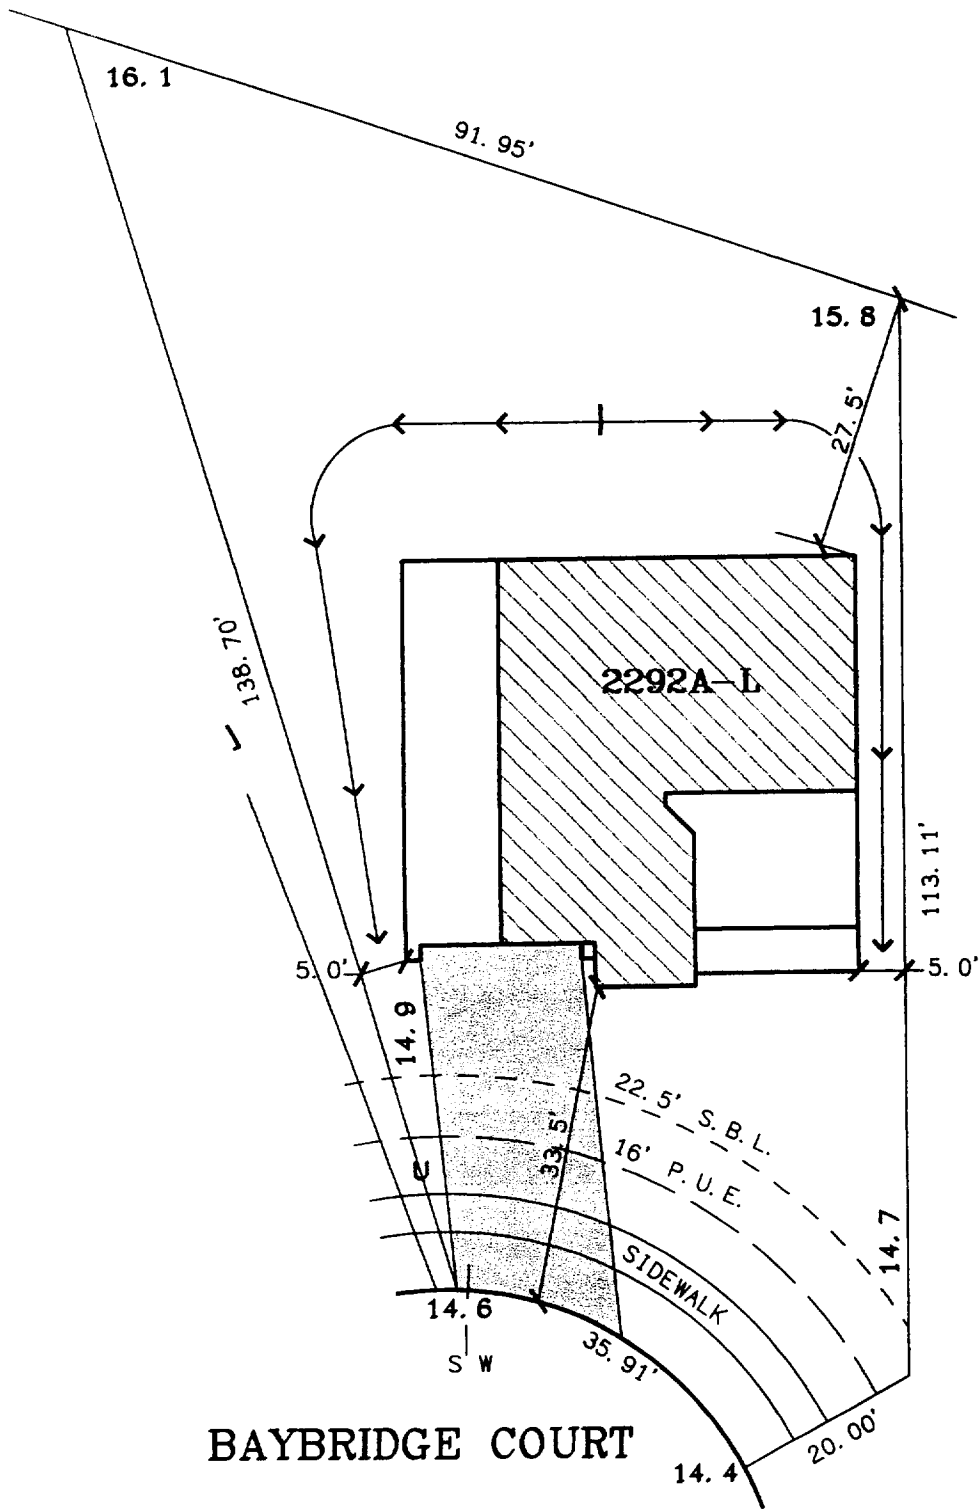 16. 1
91. 95'
15. 8
27. 5'
138. 70'
2292A-L
113. 11'
5. 0'
5. 0'
14. 9
22. 5' S. B. L.
33. 5'
16' P. U. E.
14. 7
SIDEWALK
14. 6
35. 91'
S W
20. 00'
BAYBRIDGE COURT
14. 4